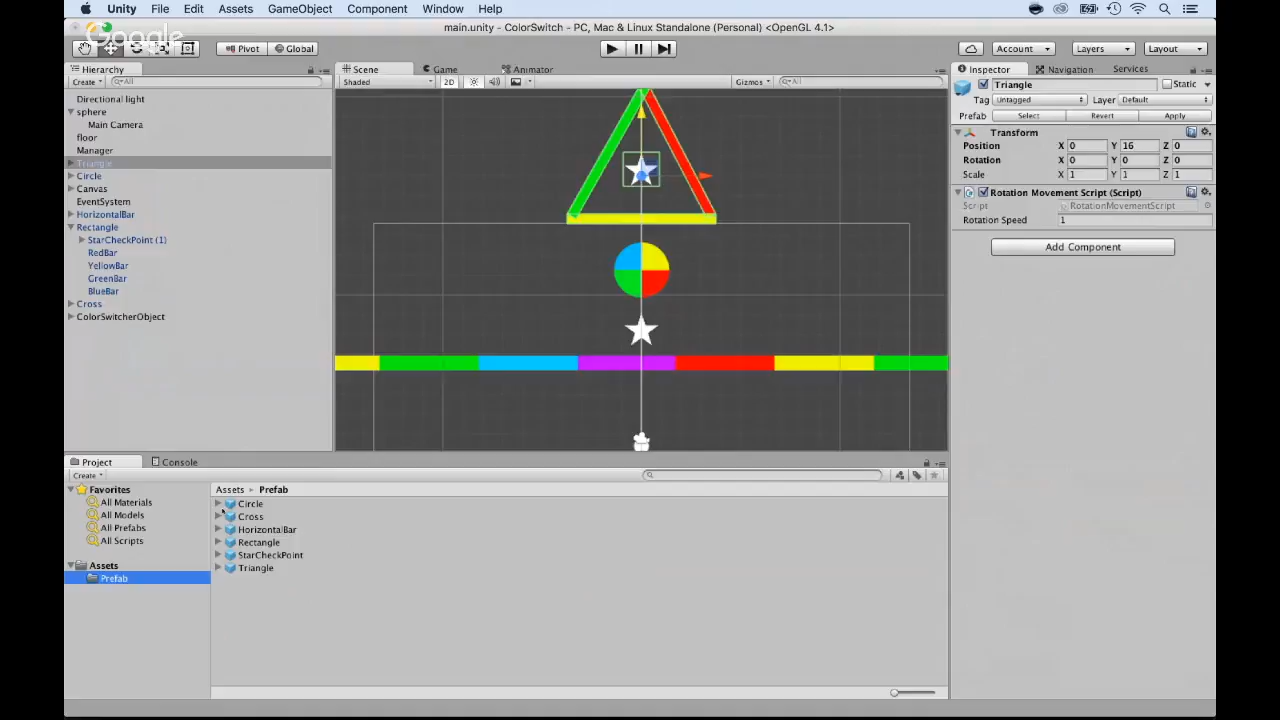 Unity File Edit Assets GameObject Component Window Help
main.unity - ColorSwitch - PC, Mac & Linux Standalone (Personal) <OpenGL 4.1>
Google
Pivot Global Account Layers Layout
Hierarchy
Create All
Directional light
sphere
Main Camera
floor
Manager
Triangle
Circle
Canvas
EventSystem
HorizontalBar
Rectangle
StarCheckPoint (1)
RedBar
YellowBar
GreenBar
BlueBar
Cross
ColorSwitcherObject
Scene Game Animator
Shaded 2D Gizmos All
Inspector Navigation Services
Triangle Static
Tag Untagged Layer Default
Prefab Select Revert Apply
Transform
Position X 0 Y 16 Z 0
Rotation X 0 Y 0 Z 0
Scale X 1 Y 1 Z 1
Rotation Movement Script (Script)
Script RotationMovementScript
Rotation Speed 1
Add Component
Project Console
Create
Favorites
All Materials
All Models
All Prefabs
All Scripts
Assets
Prefab
Assets Prefab
Circle
Cross
HorizontalBar
Rectangle
StarCheckPoint
Triangle